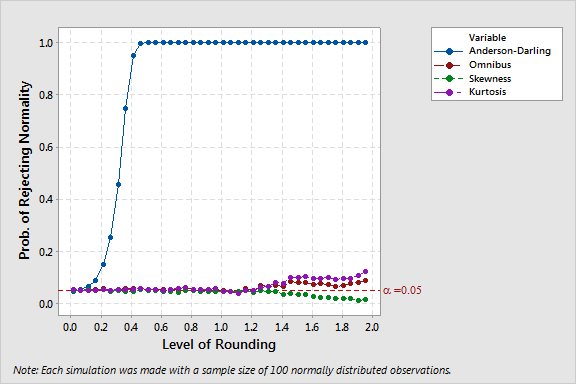 Variable
Anderson-Darling
Omnibus
Skewness
Kurtosis
Prob. of Rejecting Normality
1.0
0.8
0.6
0.4
0.2
0.0
α =0.05
0.0 0.2 0.4 0.6 0.8 1.0 1.2 1.4 1.6 1.8 2.0
Level of Rounding
Note: Each simulation was made with a sample size of 100 normally distributed observations.